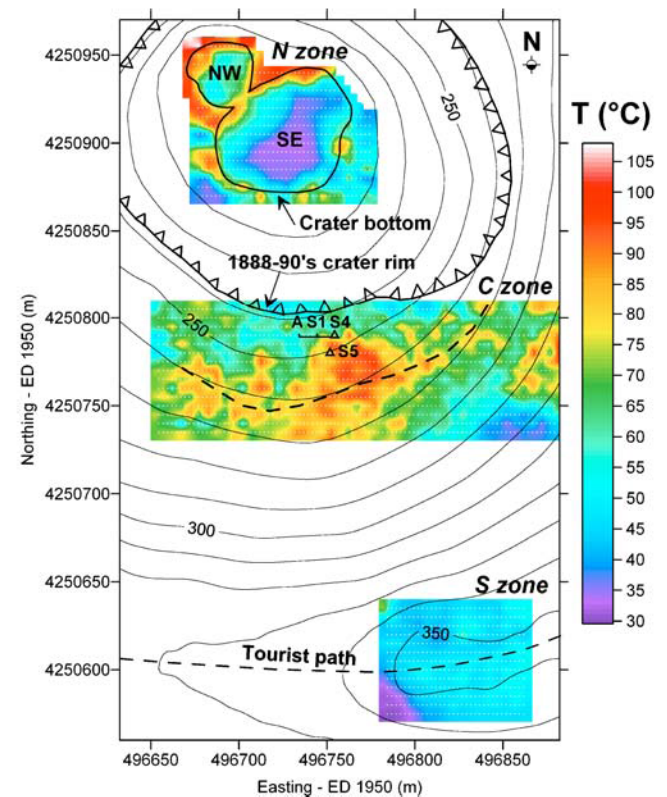 4250950
4250900
4250850
4250800
4250750
4250700
4250650
4250600
Northing - ED 1950 (m)
N zone
NW
SE
250
N
Crater bottom
1888-90's crater rim
C zone
250
A S1 S4
S5
300
S zone
350
Tourist path
496650 496700 496750 496800 496850
Easting - ED 1950 (m)
T (°C)
105
100
95
90
85
80
75
70
65
60
55
50
45
40
35
30